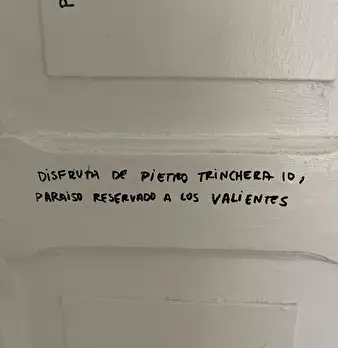 DISFRUTA DE PIETRO TRINCHERA 10,
PARAISO RESERVADO A LOS VALIENTES